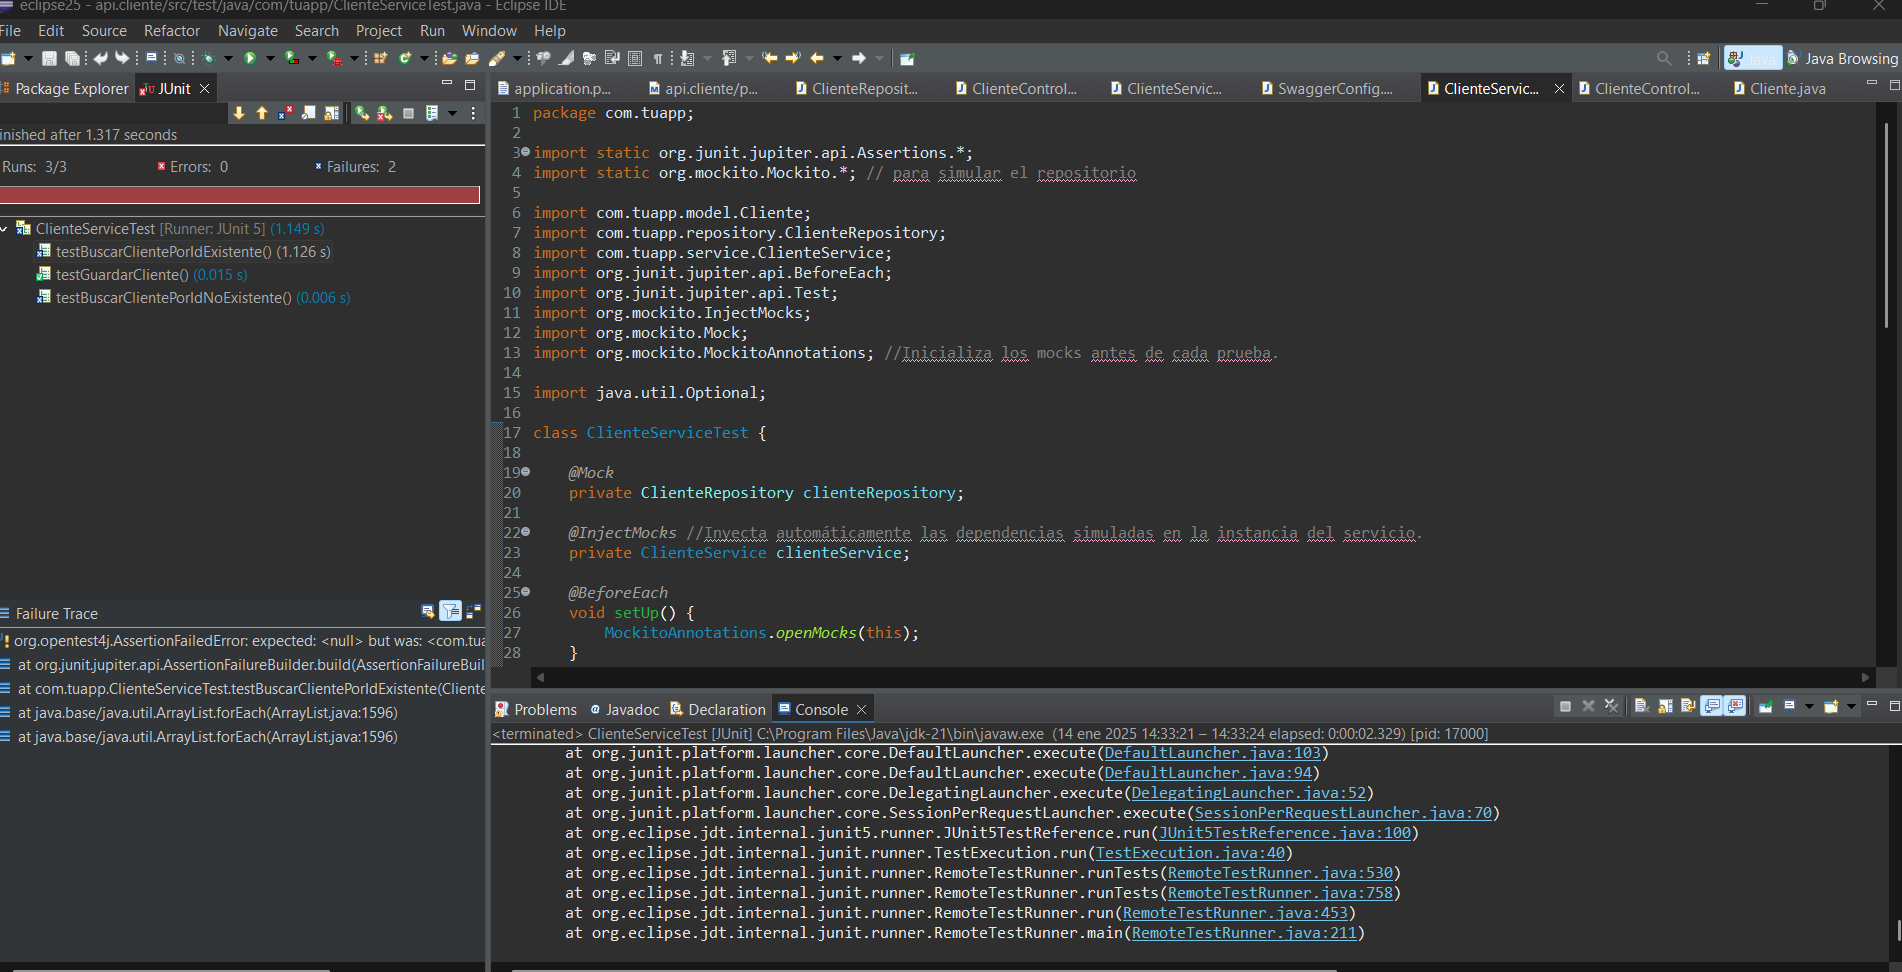 eclipse25 - api.cliente/src/test/java/com/tuapp/ClienteServiceTest.java - Eclipse IDE
File Edit Source Refactor Navigate Search Project Run Window Help
Java
Java Browsing
Package Explorer
JUnit
inished after 1.317 seconds
Runs: 3/3
Errors: 0
Failures: 2
ClienteServiceTest [Runner: JUnit 5] (1.149 s)
testBuscarClientePorIdExistente() (1.126 s)
testGuardarCliente() (0.015 s)
testBuscarClientePorIdNoExistente() (0.006 s)
Failure Trace
org.opentest4j.AssertionFailedError: expected: <null> but was: <com.tua
at org.junit.jupiter.api.AssertionFailureBuilder.build(AssertionFailureBuil
at com.tuapp.ClienteServiceTest.testBuscarClientePorIdExistente(Cliente
at java.base/java.util.ArrayList.forEach(ArrayList.java:1596)
at java.base/java.util.ArrayList.forEach(ArrayList.java:1596)
application.p...
api.cliente/p...
ClienteReposit...
ClienteControl...
ClienteServic...
SwaggerConfig....
ClienteServic...
ClienteControl...
Cliente.java
1 package com.tuapp;
2
3 import static org.junit.jupiter.api.Assertions.*;
4 import static org.mockito.Mockito.*; // para simular el repositorio
5
6 import com.tuapp.model.Cliente;
7 import com.tuapp.repository.ClienteRepository;
8 import com.tuapp.service.ClienteService;
9 import org.junit.jupiter.api.BeforeEach;
10 import org.junit.jupiter.api.Test;
11 import org.mockito.InjectMocks;
12 import org.mockito.Mock;
13 import org.mockito.MockitoAnnotations; //Inicializa los mocks antes de cada prueba.
14
15 import java.util.Optional;
16
17 class ClienteServiceTest {
18
19 @Mock
20 private ClienteRepository clienteRepository;
21
22 @InjectMocks //Inyecta automáticamente las dependencias simuladas en la instancia del servicio.
23 private ClienteService clienteService;
24
25 @BeforeEach
26 void setUp() {
27 MockitoAnnotations.openMocks(this);
28 }
Problems
Javadoc
Declaration
Console
<terminated> ClienteServiceTest [JUnit] C:\Program Files\Java\jdk-21\bin\javaw.exe (14 ene 2025 14:33:21 – 14:33:24 elapsed: 0:00:02.329) [pid: 17000]
at org.junit.platform.launcher.core.DefaultLauncher.execute(DefaultLauncher.java:103)
at org.junit.platform.launcher.core.DefaultLauncher.execute(DefaultLauncher.java:94)
at org.junit.platform.launcher.core.DelegatingLauncher.execute(DelegatingLauncher.java:52)
at org.junit.platform.launcher.core.SessionPerRequestLauncher.execute(SessionPerRequestLauncher.java:70)
at org.eclipse.jdt.internal.junit5.runner.JUnit5TestReference.run(JUnit5TestReference.java:100)
at org.eclipse.jdt.internal.junit.runner.TestExecution.run(TestExecution.java:40)
at org.eclipse.jdt.internal.junit.runner.RemoteTestRunner.runTests(RemoteTestRunner.java:530)
at org.eclipse.jdt.internal.junit.runner.RemoteTestRunner.runTests(RemoteTestRunner.java:758)
at org.eclipse.jdt.internal.junit.runner.RemoteTestRunner.run(RemoteTestRunner.java:453)
at org.eclipse.jdt.internal.junit.runner.RemoteTestRunner.main(RemoteTestRunner.java:211)